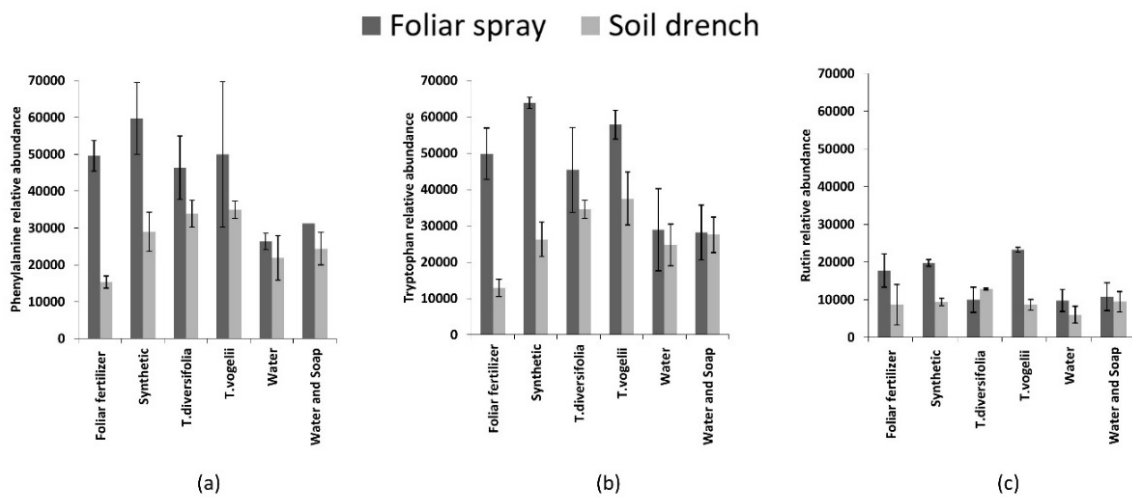 Foliar spray Soil drench
Phenylalanine relative abundance
70000
60000
50000
40000
30000
20000
10000
0
Foliar fertilizer
Synthetic
T.diversifolia
T.vogelii
Water
Water and Soap
(a)
Tryptophan relative abundance
70000
60000
50000
40000
30000
20000
10000
0
Foliar fertilizer
Synthetic
T.diversifolia
T.vogelii
Water
Water and Soap
(b)
Rutin relative abundance
70000
60000
50000
40000
30000
20000
10000
0
Foliar fertilizer
Synthetic
T.diversifolia
T.vogelii
Water
Water and Soap
(c)